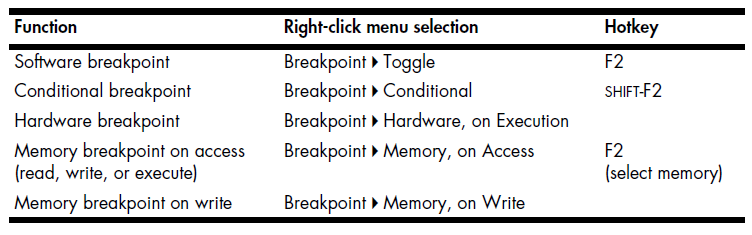 Function Right-click menu selection Hotkey
Software breakpoint Breakpoint ▸ Toggle F2
Conditional breakpoint Breakpoint ▸ Conditional SHIFT-F2
Hardware breakpoint Breakpoint ▸ Hardware, on Execution
Memory breakpoint on access Breakpoint ▸ Memory, on Access F2
(read, write, or execute) (select memory)
Memory breakpoint on write Breakpoint ▸ Memory, on Write